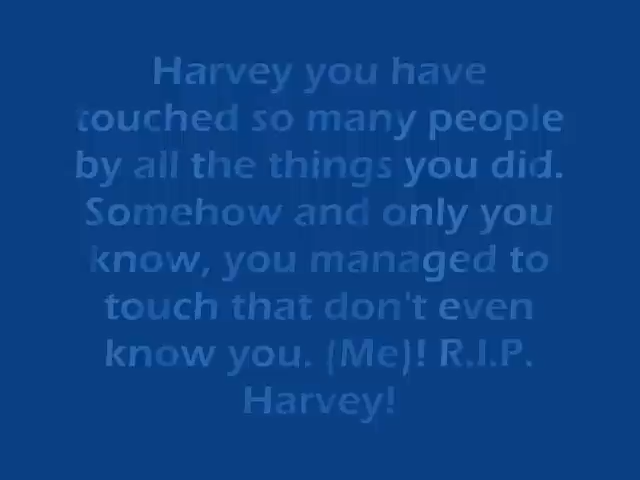 Harvey you have
touched so many people
by all the things you did.
Somehow and only you
know, you managed to
touch that don't even
know you. (Me)! R.I.P.
Harvey!